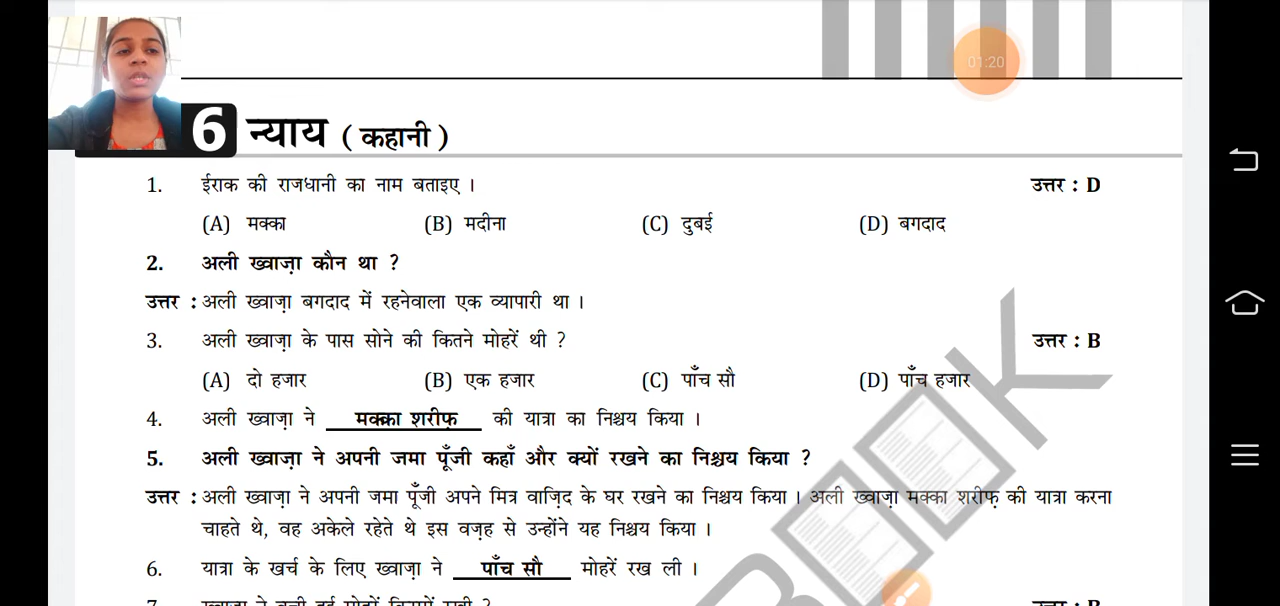 01:20
6 न्याय ( कहानी )
1. ईराक की राजधानी का नाम बताइए । उत्तर : D
(A) मक्का (B) मदीना (C) दुबई (D) बगदाद
2. अली ख्वाज़ा कौन था ?
उत्तर : अली ख्वाज़ा बगदाद में रहनेवाला एक व्यापारी था ।
3. अली ख्वाज़ा के पास सोने की कितने मोहरें थी ? उत्तर : B
(A) दो हजार (B) एक हजार (C) पाँच सौ (D) पाँच हजार
4. अली ख्वाज़ा ने मक्का शरीफ़ की यात्रा का निश्चय किया ।
5. अली ख्वाज़ा ने अपनी जमा पूँजी कहाँ और क्यों रखने का निश्चय किया ?
उत्तर : अली ख्वाज़ा ने अपनी जमा पूँजी अपने मित्र वाज़िद के घर रखने का निश्चय किया । अली ख्वाज़ा मक्का शरीफ़ की यात्रा करना
चाहते थे, वह अकेले रहेते थे इस वज़ह से उन्होंने यह निश्चय किया ।
6. यात्रा के खर्च के लिए ख्वाज़ा ने पाँच सौ मोहरें रख ली ।